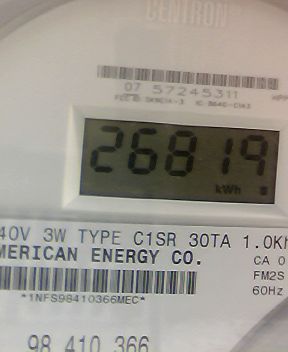 CENTRON®
07 57245311
26819
kWh
40V 3W TYPE C1SR 30TA 1.0Kh
MERICAN ENERGY CO.
CA 0
FM2S
*1NFS98410366MEC*
60Hz
98 410 366